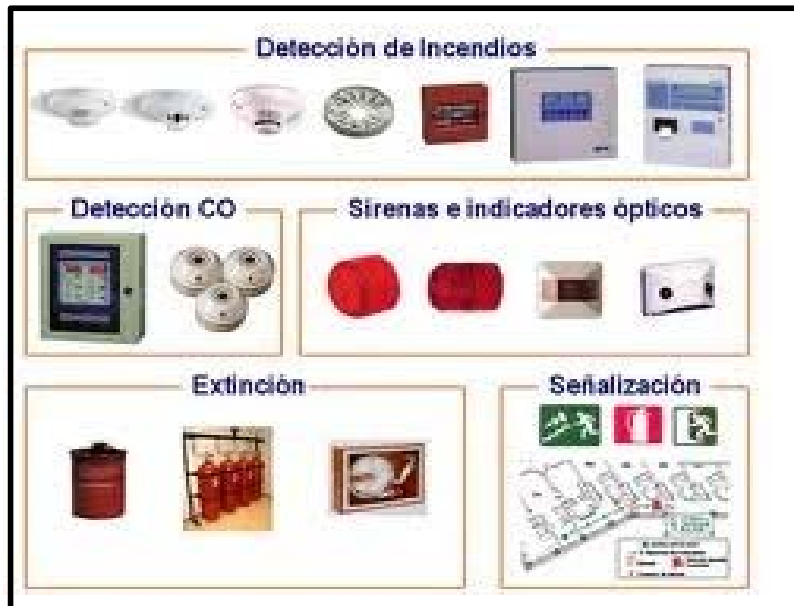 Detección de Incendios
Detección CO
Sirenas e indicadores ópticos
Extinción
Señalización